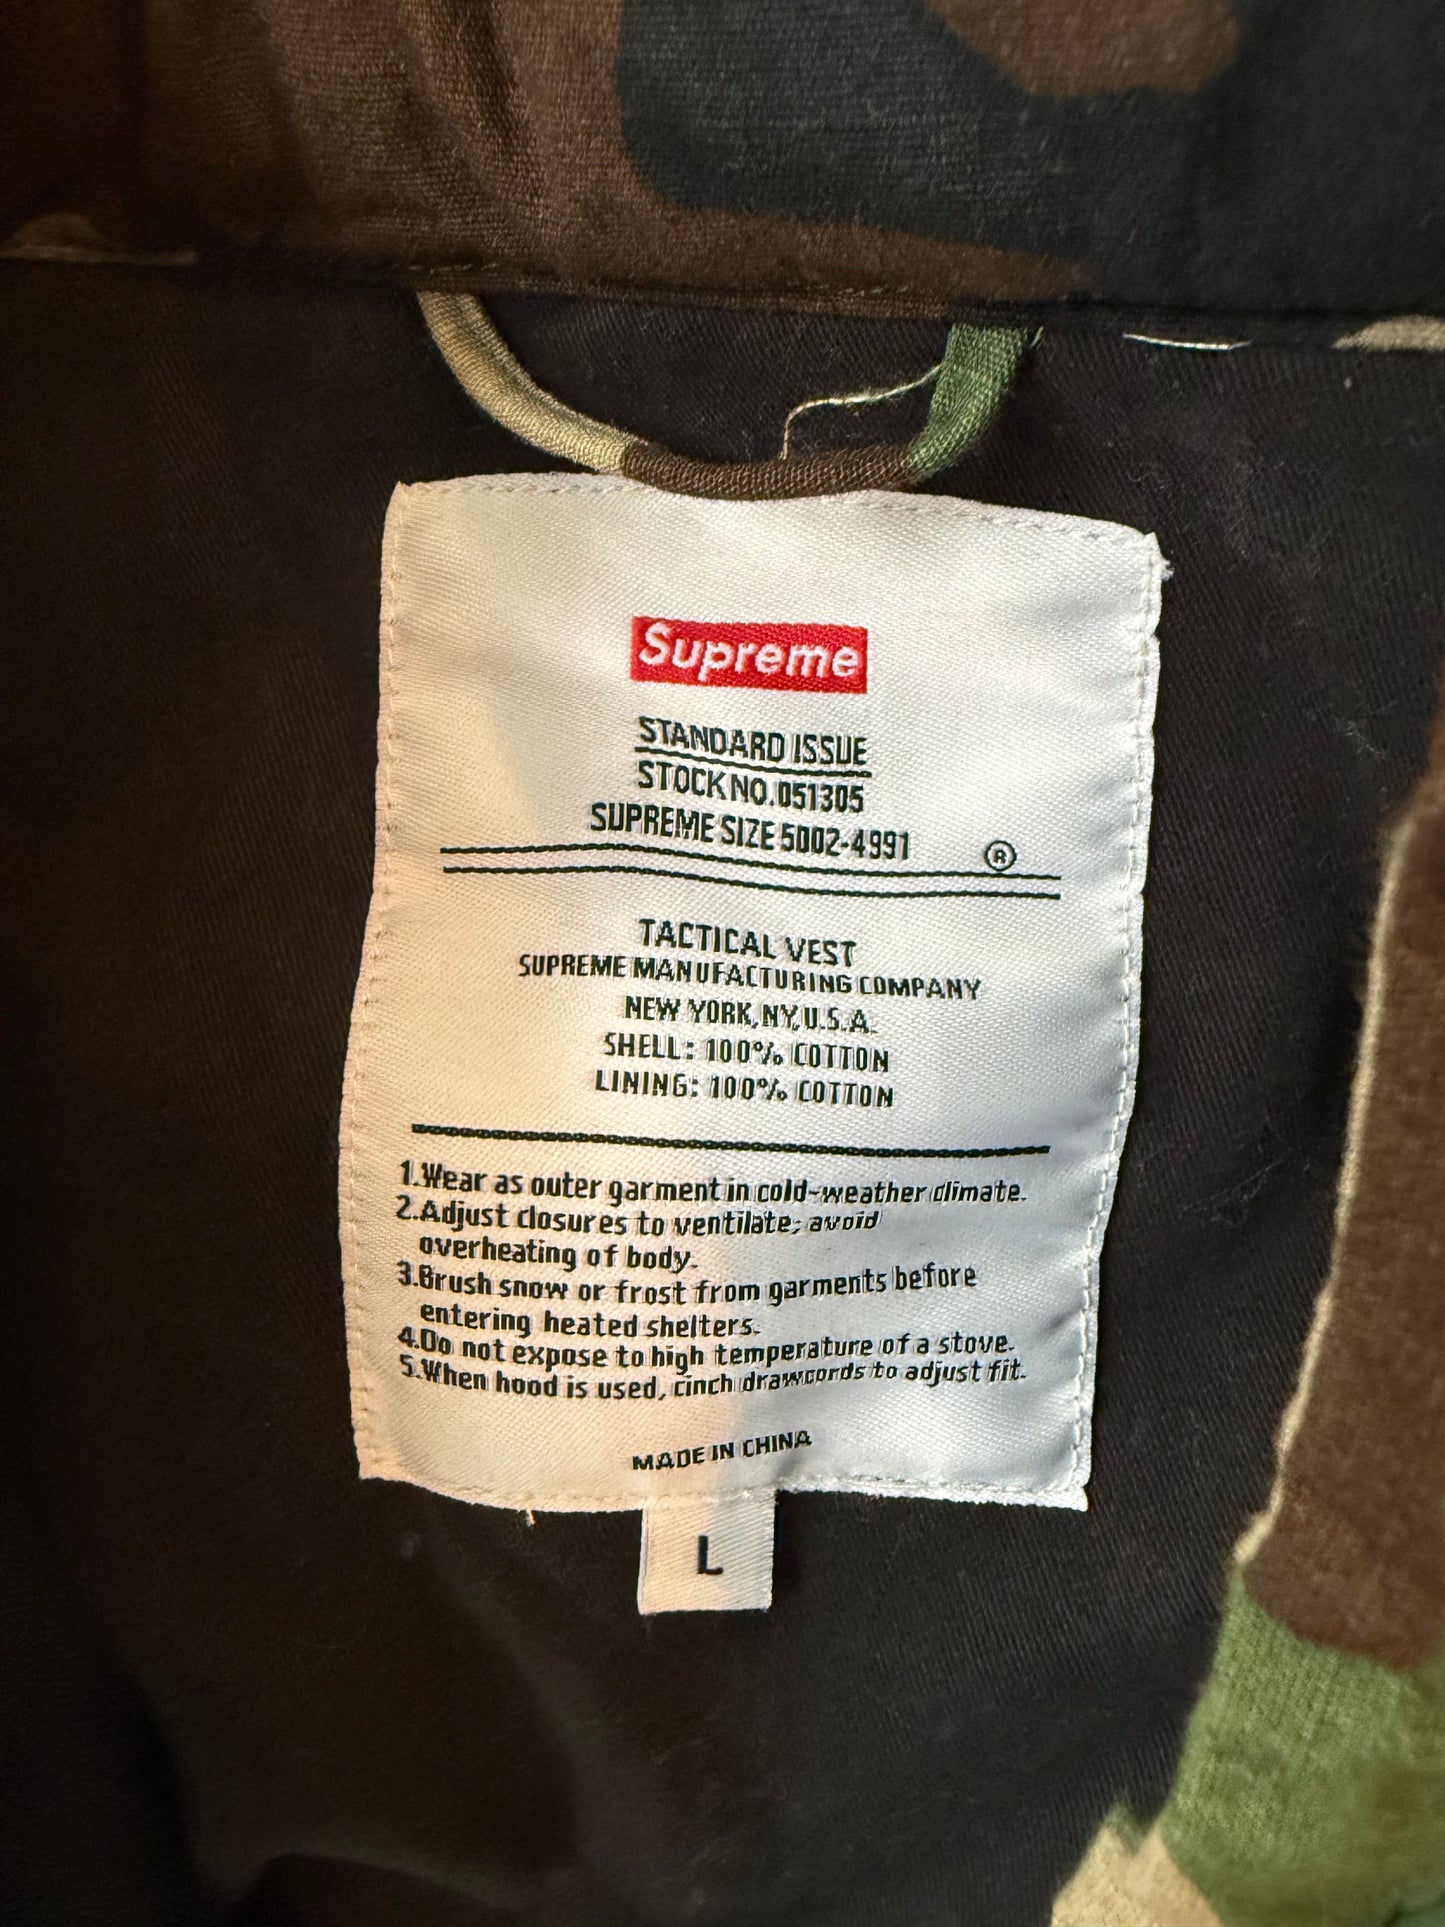 Supreme
STANDARD ISSUE
STOCK NO.051305
SUPREME SIZE 5002-4991 ®
TACTICAL VEST
SUPREME MANUFACTURING COMPANY
NEW YORK, NY, U.S.A.
SHELL: 100% COTTON
LINING: 100% COTTON
1.Wear as outer garment in cold-weather climate.
2.Adjust closures to ventilate; avoid
overheating of body.
3.Brush snow or frost from garments before
entering heated shelters.
4.Do not expose to high temperature of a stove.
5.When hood is used, cinch drawcords to adjust fit.
MADE IN CHINA
L